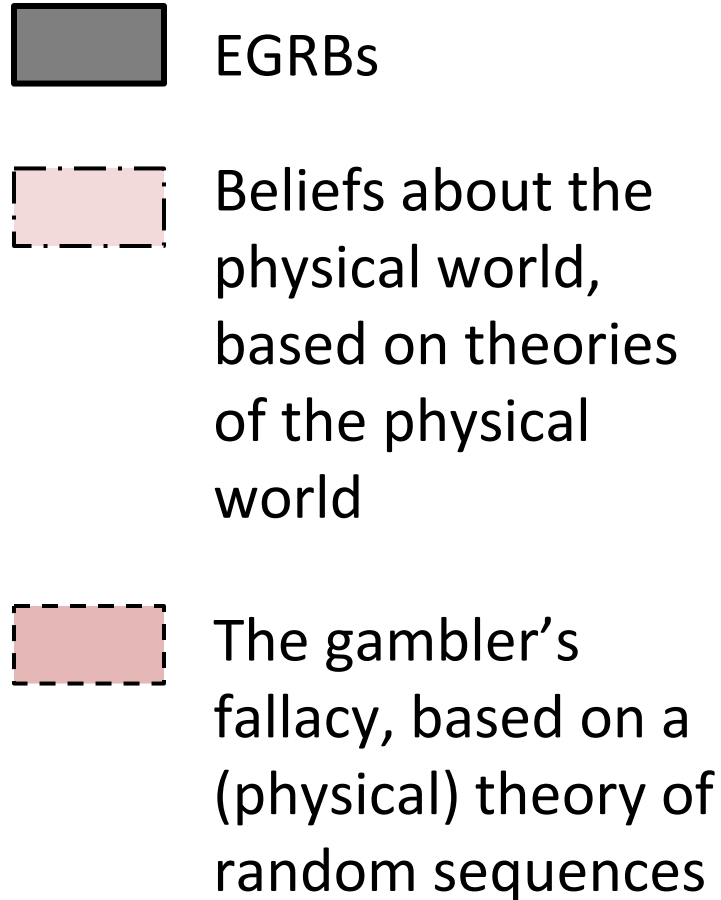 EGRBs
Beliefs about the
physical world,
based on theories
of the physical
world
The gambler’s
fallacy, based on a
(physical) theory of
random sequences